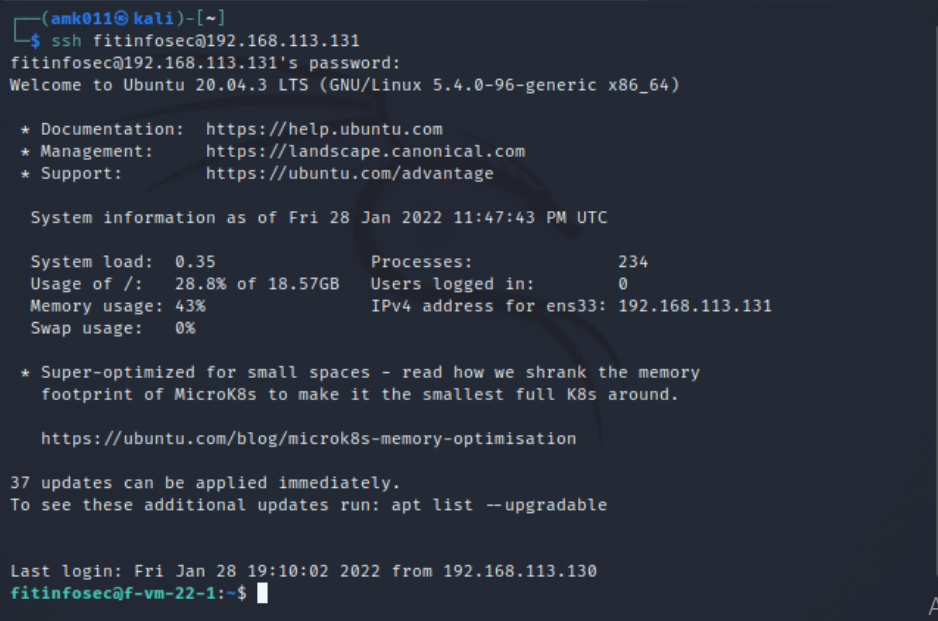 ┌──(amk011㉿kali)-[~]
└─$ ssh fitinfosec@192.168.113.131
fitinfosec@192.168.113.131's password:
Welcome to Ubuntu 20.04.3 LTS (GNU/Linux 5.4.0-96-generic x86_64)
* Documentation:  https://help.ubuntu.com
* Management:     https://landscape.canonical.com
* Support:        https://ubuntu.com/advantage
System information as of Fri 28 Jan 2022 11:47:43 PM UTC
System load:  0.35               Processes:              234
Usage of /:   28.8% of 18.57GB   Users logged in:        0
Memory usage: 43%                IPv4 address for ens33: 192.168.113.131
Swap usage:   0%
* Super-optimized for small spaces - read how we shrank the memory
footprint of MicroK8s to make it the smallest full K8s around.
https://ubuntu.com/blog/microk8s-memory-optimisation
37 updates can be applied immediately.
To see these additional updates run: apt list --upgradable
Last login: Fri Jan 28 19:10:02 2022 from 192.168.113.130
fitinfosec@f-vm-22-1:~$